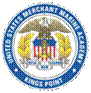 UNITED STATES MERCHANT MARINE ACADEMY
KINGS POINT